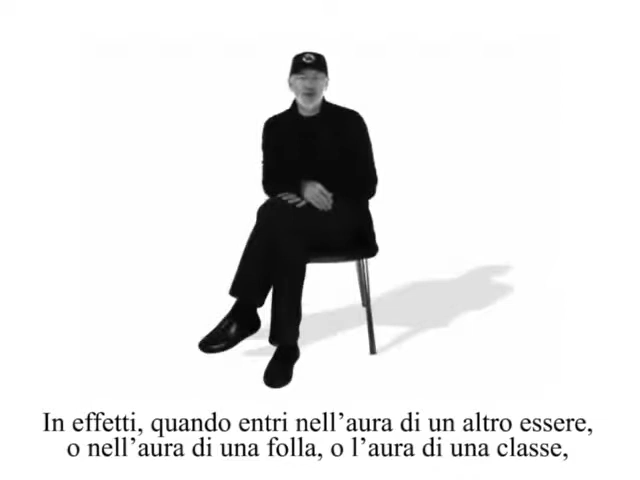 In effetti, quando entri nell’aura di un altro essere,
o nell’aura di una folla, o l’aura di una classe,